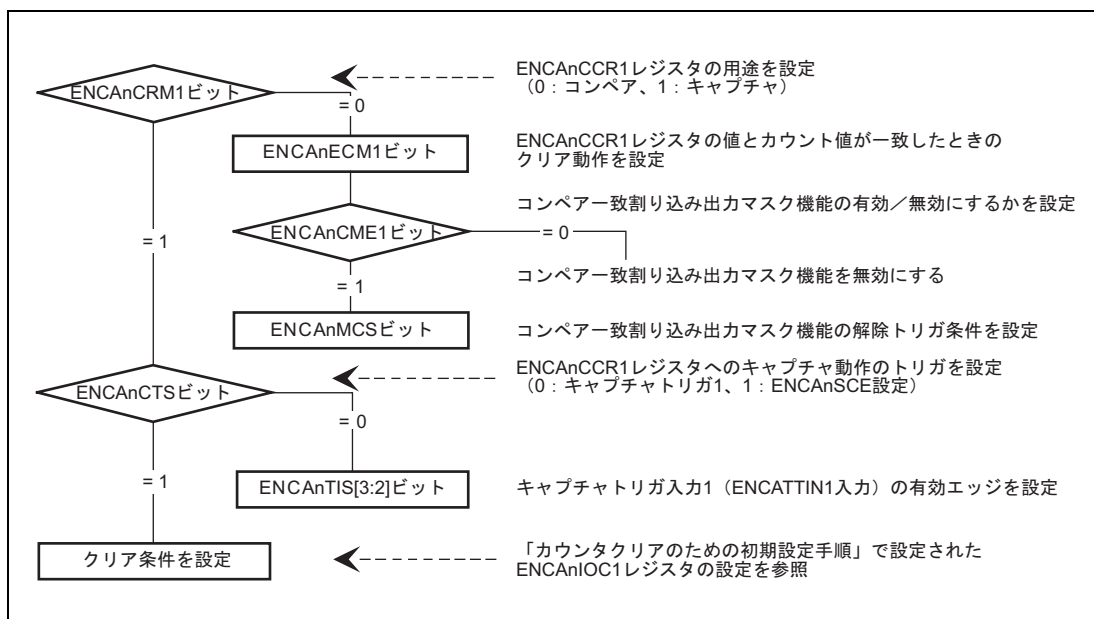 ENCAnCCR1レジスタの用途を設定
（0：コンペア、1：キャプチャ）
ENCAnCRM1ビット
= 0
ENCAnECM1ビット
ENCAnCCR1レジスタの値とカウント値が一致したときの
クリア動作を設定
コンペア一致割り込み出力マスク機能の有効／無効にするかを設定
ENCAnCME1ビット
= 0
= 1
コンペア一致割り込み出力マスク機能を無効にする
= 1
ENCAnMCSビット
コンペア一致割り込み出力マスク機能の解除トリガ条件を設定
ENCAnCCR1レジスタへのキャプチャ動作のトリガを設定
（0：キャプチャトリガ1、1：ENCAnSCE設定）
ENCAnCTSビット
= 0
= 1
ENCAnTIS[3:2]ビット
キャプチャトリガ入力1（ENCATTIN1入力）の有効エッジを設定
クリア条件を設定
「カウンタクリアのための初期設定手順」で設定された
ENCAnIOC1レジスタの設定を参照